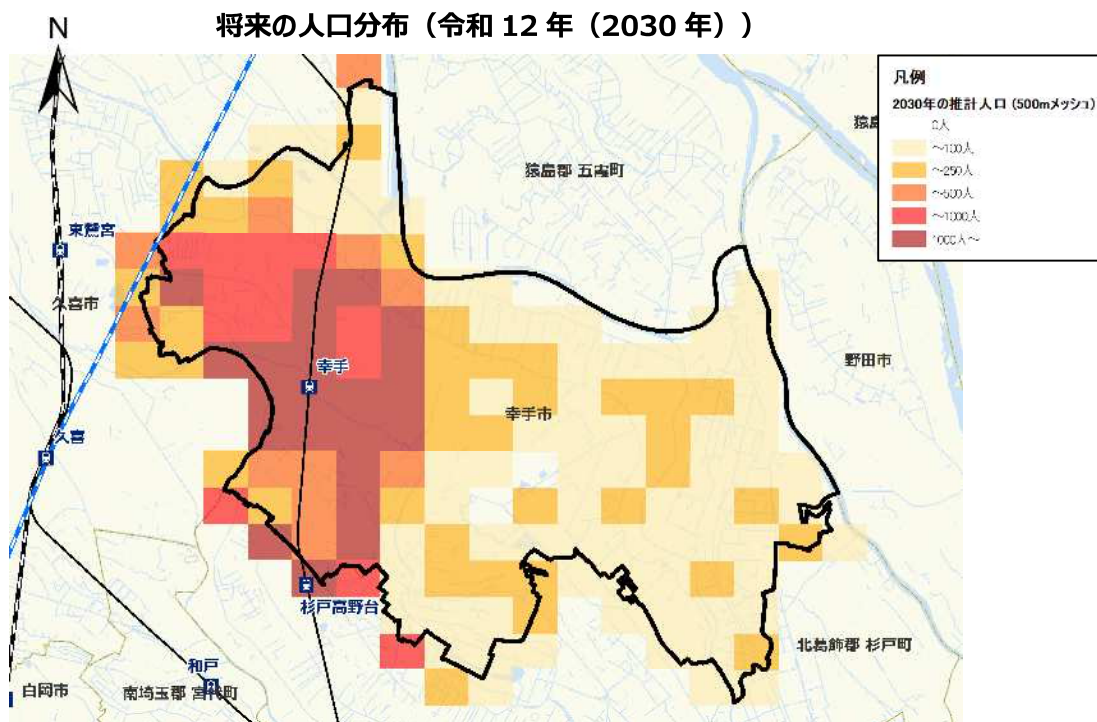 将来の人口分布（令和 12 年（2030 年））
N
凡例
2030年の推計人口 (500mメッシュ)
0人
～100人
～250人
～500人
～1000人
1000人～
猿島郡 五霞町
東鷲宮
久喜市
野田市
幸手
幸手市
久喜
杉戸高野台
北葛飾郡 杉戸町
和戸
白岡市
南埼玉郡 宮代町